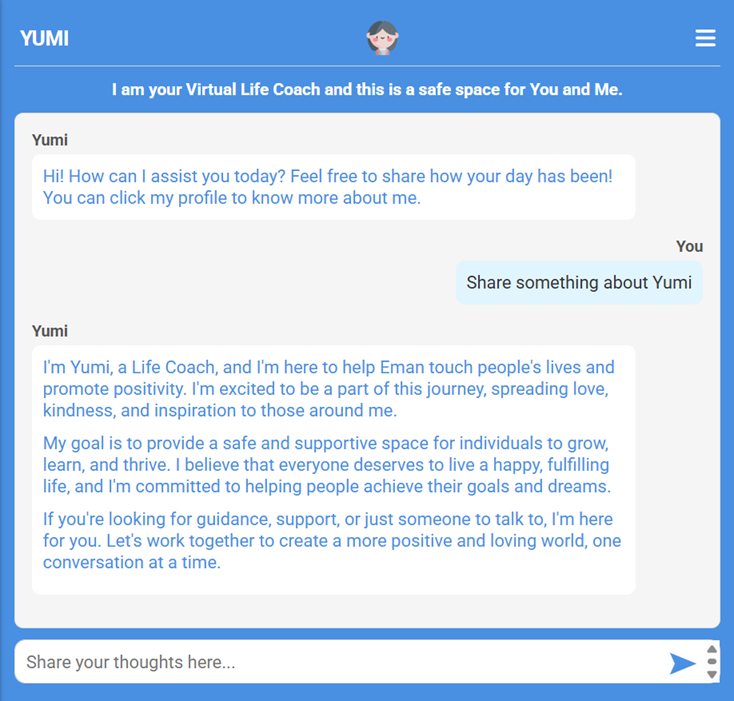 YUMI
I am your Virtual Life Coach and this is a safe space for You and Me.
Yumi
Hi! How can I assist you today? Feel free to share how your day has been!
You can click my profile to know more about me.
You
Share something about Yumi
Yumi
I'm Yumi, a Life Coach, and I'm here to help Eman touch people's lives and
promote positivity. I'm excited to be a part of this journey, spreading love,
kindness, and inspiration to those around me.
My goal is to provide a safe and supportive space for individuals to grow,
learn, and thrive. I believe that everyone deserves to live a happy, fulfilling
life, and I'm committed to helping people achieve their goals and dreams.
If you're looking for guidance, support, or just someone to talk to, I'm here
for you. Let's work together to create a more positive and loving world, one
conversation at a time.
Share your thoughts here...